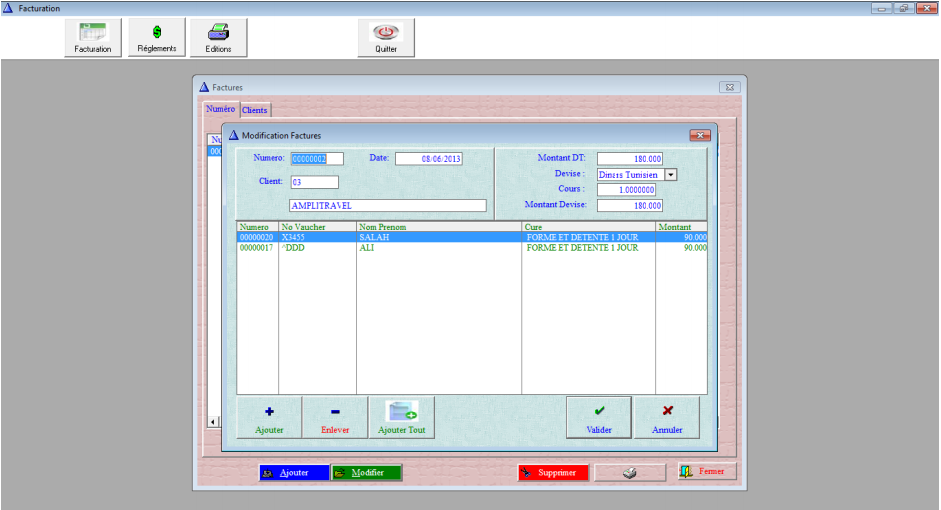 Facturation
Facturation Réglements Editions Quitter
Factures
Numéro Clients
Modification Factures
Numero: 00000002 Date: 08/06/2013 Montant DT: 180.000
Devise : Dinars Tunisien
Client: 03 Cours : 1.0000000
AMPLITRAVEL Montant Devise: 180.000
Numero No Vaucher Nom Prenom Cure Montant
00000020 X3455 SALAH FORME ET DETENTE 1 JOUR 90.000
00000017 ^DDD ALI FORME ET DETENTE 1 JOUR 90.000
Ajouter Enlever Ajouter Tout Valider Annuler
Ajouter Modifier Supprimer Fermer